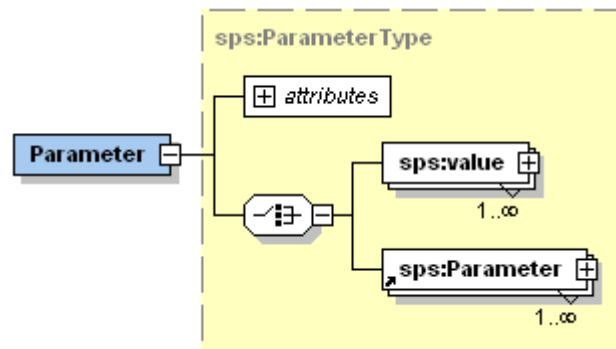 sps:ParameterType
attributes
Parameter
sps:value
1..∞
sps:Parameter
1..∞